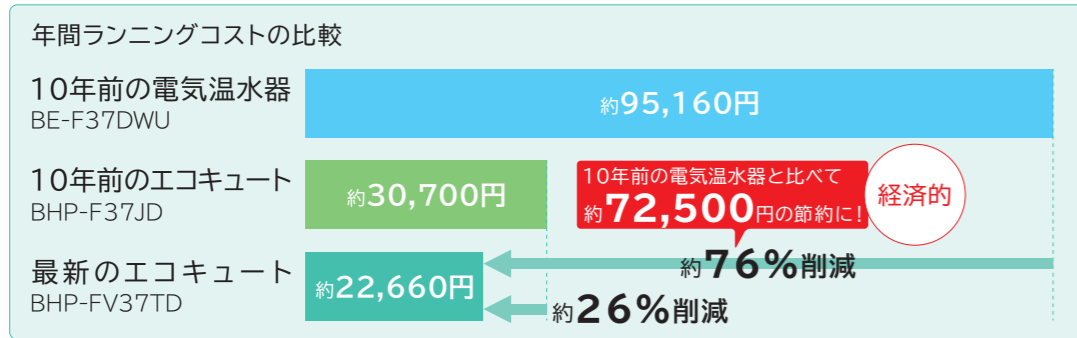 年間ランニングコストの比較
10年前の電気温水器
BE-F37DWU
約95,160円
10年前のエコキュート
BHP-F37JD
約30,700円
10年前の電気温水器と比べて
約72,500円の節約に!
経済的
約76%削減
最新のエコキュート
BHP-FV37TD
約22,660円
約26%削減